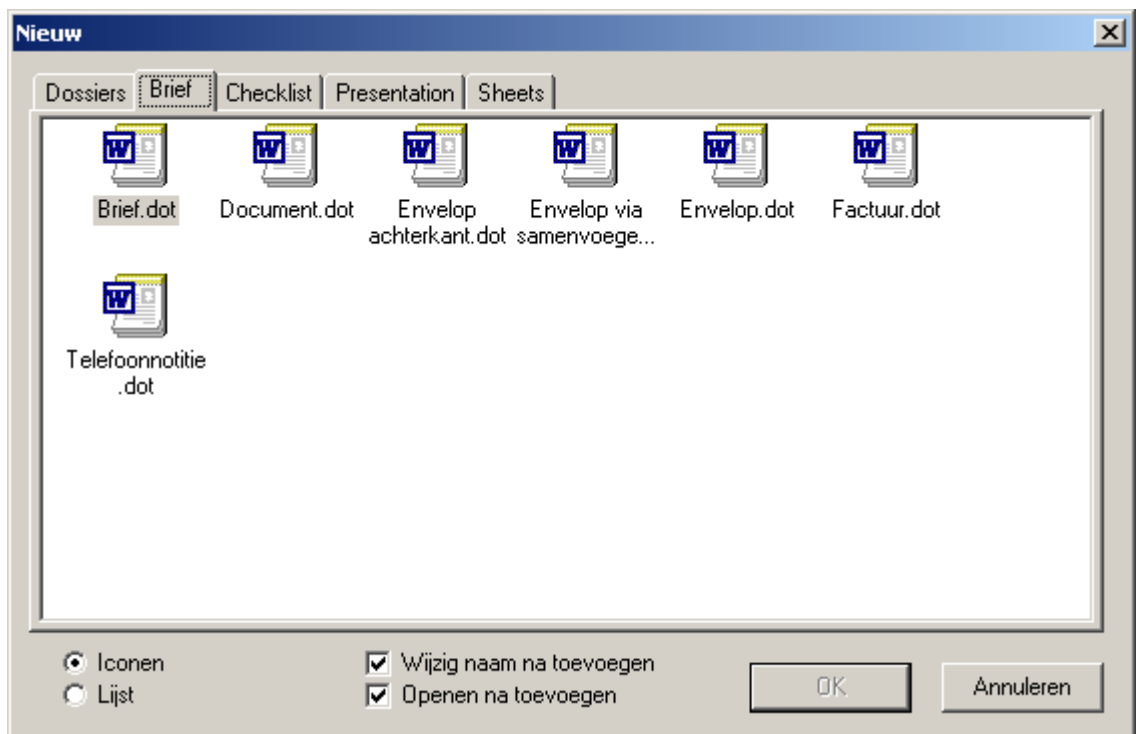 Nieuw
Dossiers Brief Checklist Presentation Sheets
Brief.dot Document.dot Envelop Envelop via Envelop.dot Factuur.dot
achterkant.dot samenvoege...
Telefoonnotitie
.dot
Iconen Wijzig naam na toevoegen
Lijst Openen na toevoegen OK Annuleren